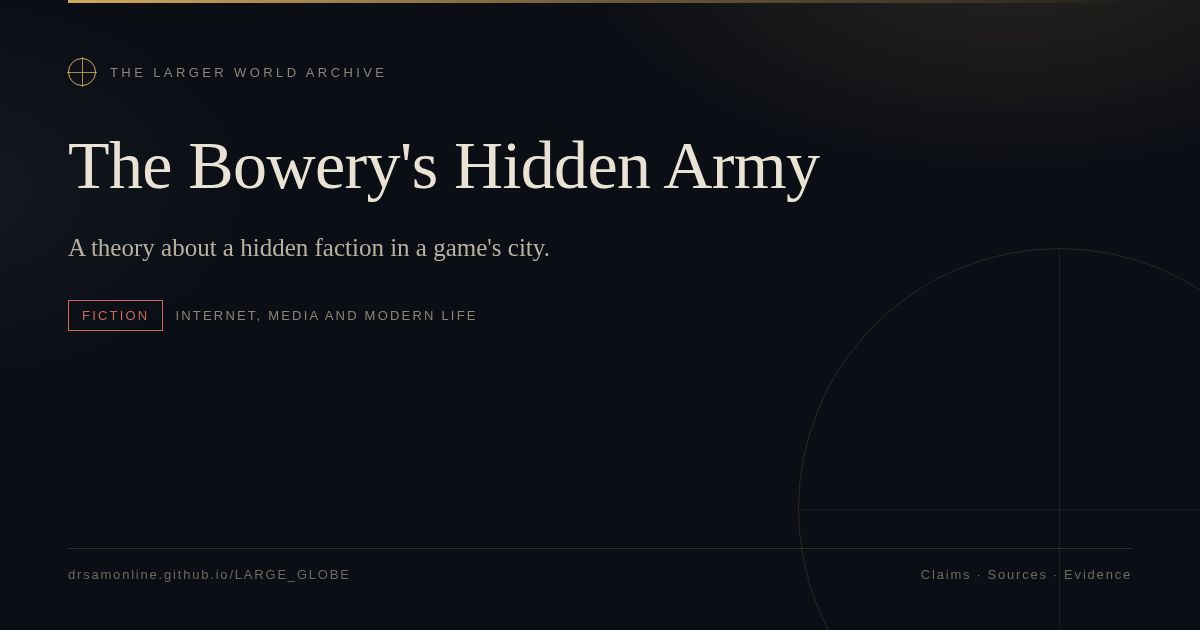 THE LARGER WORLD ARCHIVE
The Bowery's Hidden Army
A theory about a hidden faction in a game's city.
FICTION INTERNET, MEDIA AND MODERN LIFE
drsamonline.github.io/LARGE_GLOBE Claims · Sources · Evidence